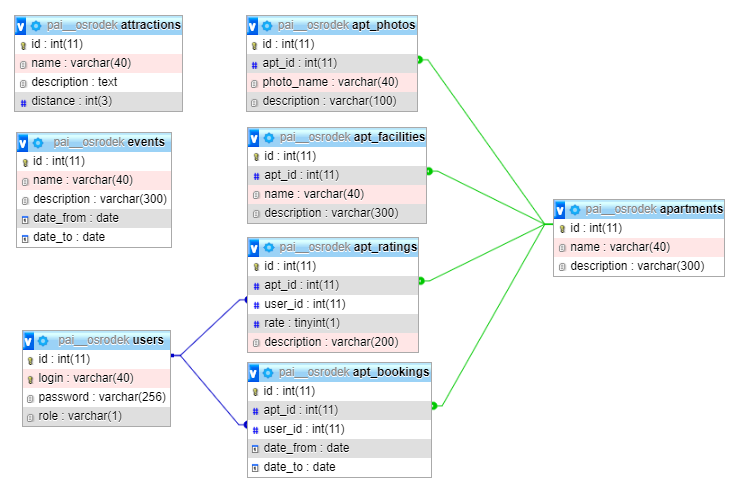 pai__osrodek attractions
id : int(11)
name : varchar(40)
description : text
distance : int(3)
pai__osrodek events
id : int(11)
name : varchar(40)
description : varchar(300)
date_from : date
date_to : date
pai__osrodek users
id : int(11)
login : varchar(40)
password : varchar(256)
role : varchar(1)
pai__osrodek apt_photos
id : int(11)
apt_id : int(11)
photo_name : varchar(40)
description : varchar(100)
pai__osrodek apt_facilities
id : int(11)
apt_id : int(11)
name : varchar(40)
description : varchar(300)
pai__osrodek apt_ratings
id : int(11)
apt_id : int(11)
user_id : int(11)
rate : tinyint(1)
description : varchar(200)
pai__osrodek apt_bookings
id : int(11)
apt_id : int(11)
user_id : int(11)
date_from : date
date_to : date
pai__osrodek apartments
id : int(11)
name : varchar(40)
description : varchar(300)